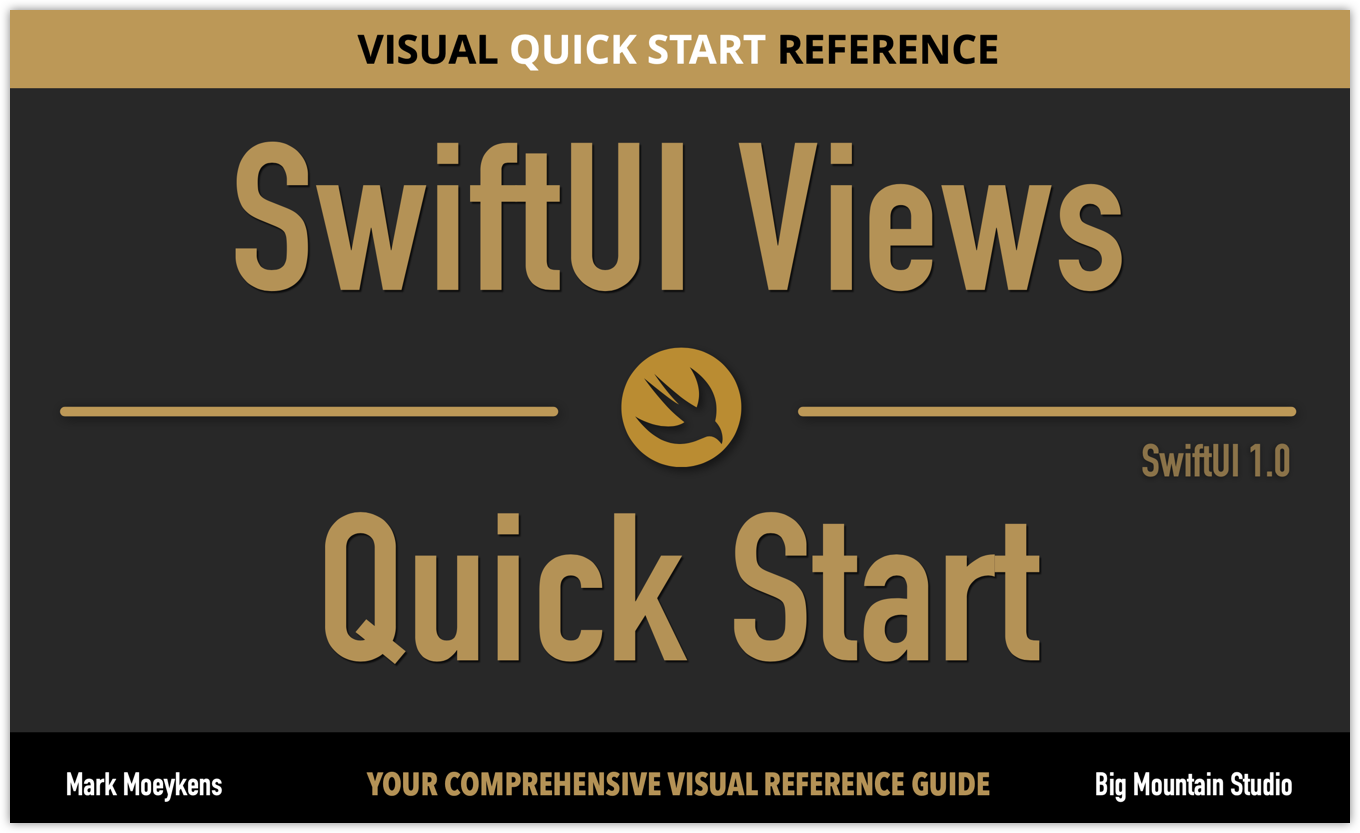 VISUAL QUICK START REFERENCE
SwiftUI Views
SwiftUI 1.0
Quick Start
Mark Moeykens
YOUR COMPREHENSIVE VISUAL REFERENCE GUIDE
Big Mountain Studio